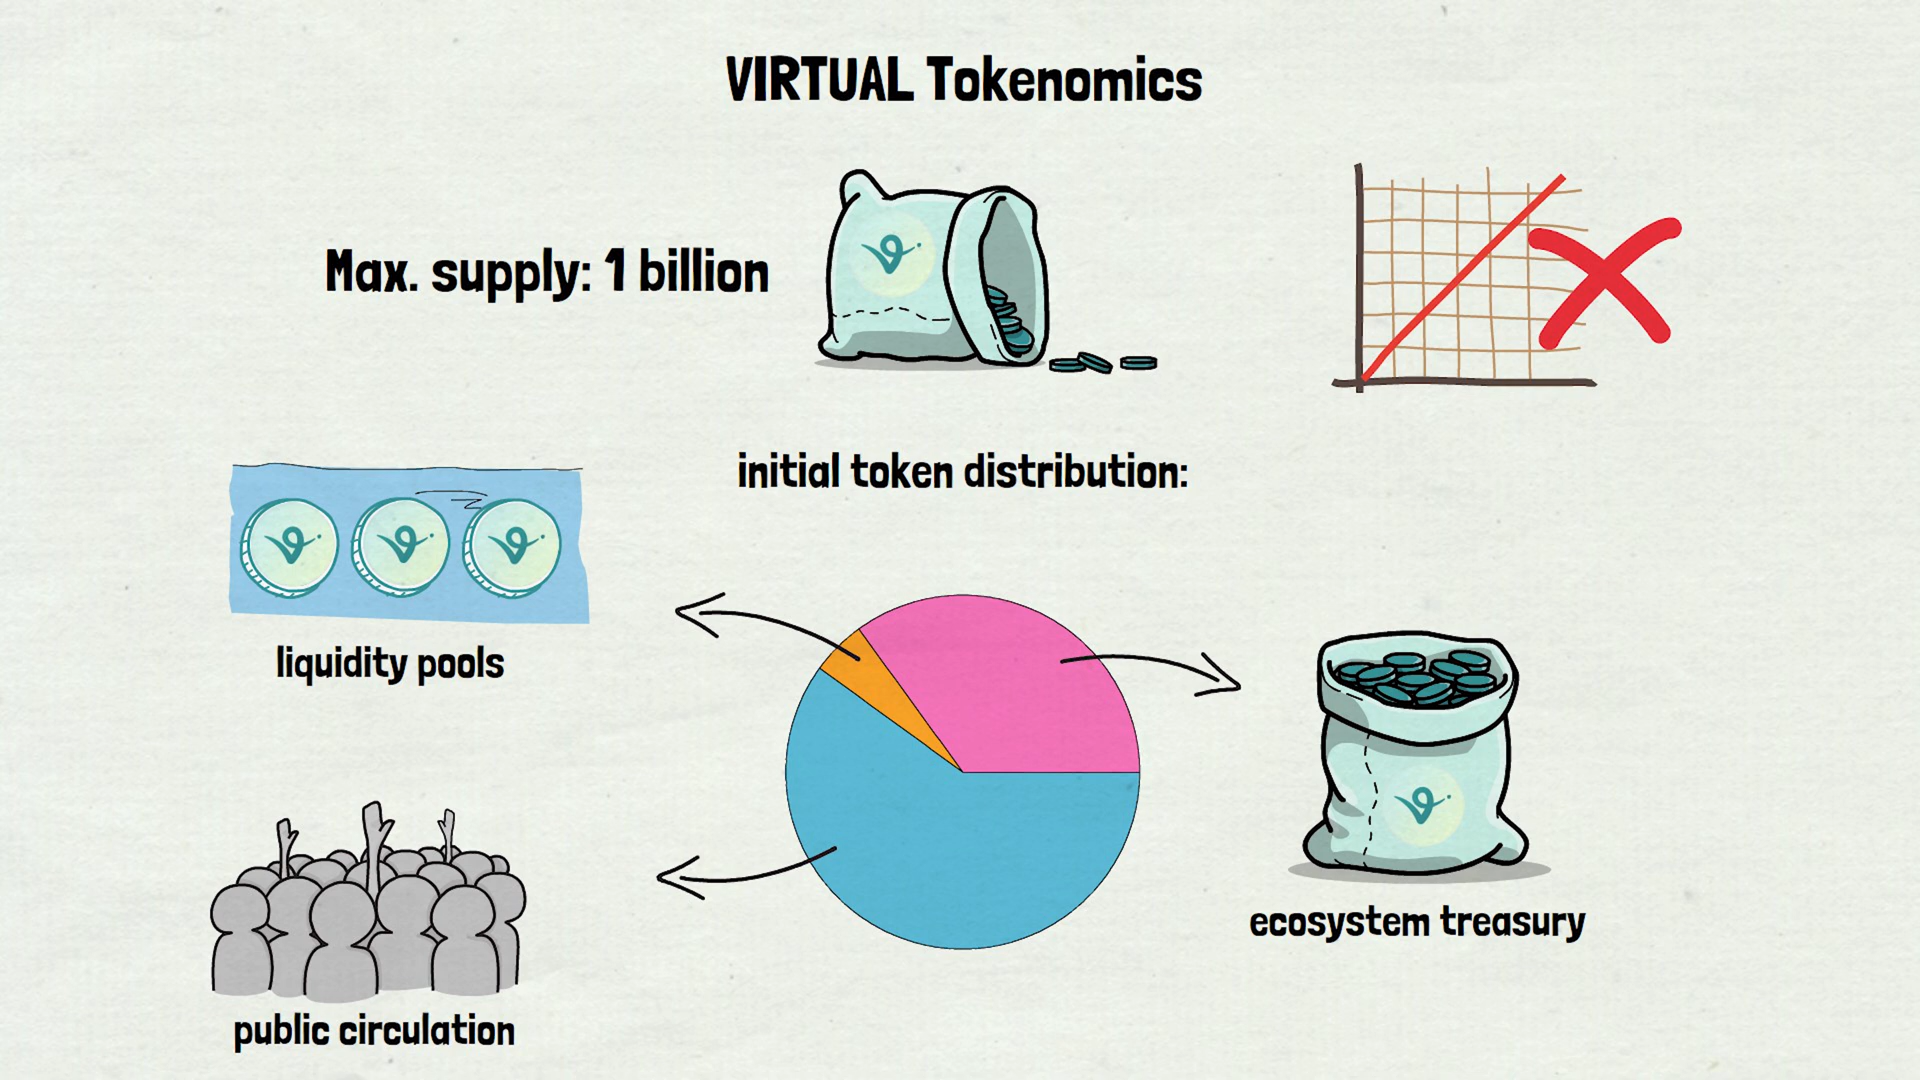 VIRTUAL Tokenomics
Max. supply: 1 billion
initial token distribution:
liquidity pools
ecosystem treasury
public circulation